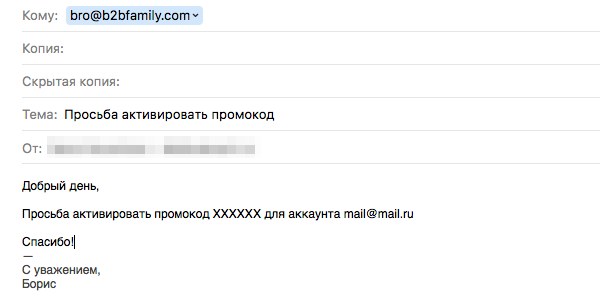 Кому: bro@b2bfamily.com
Копия:
Скрытая копия:
Тема: Просьба активировать промокод
От:
Добрый день,
Просьба активировать промокод XXXXXX для аккаунта mail@mail.ru
Спасибо!
—
С уважением,
Борис